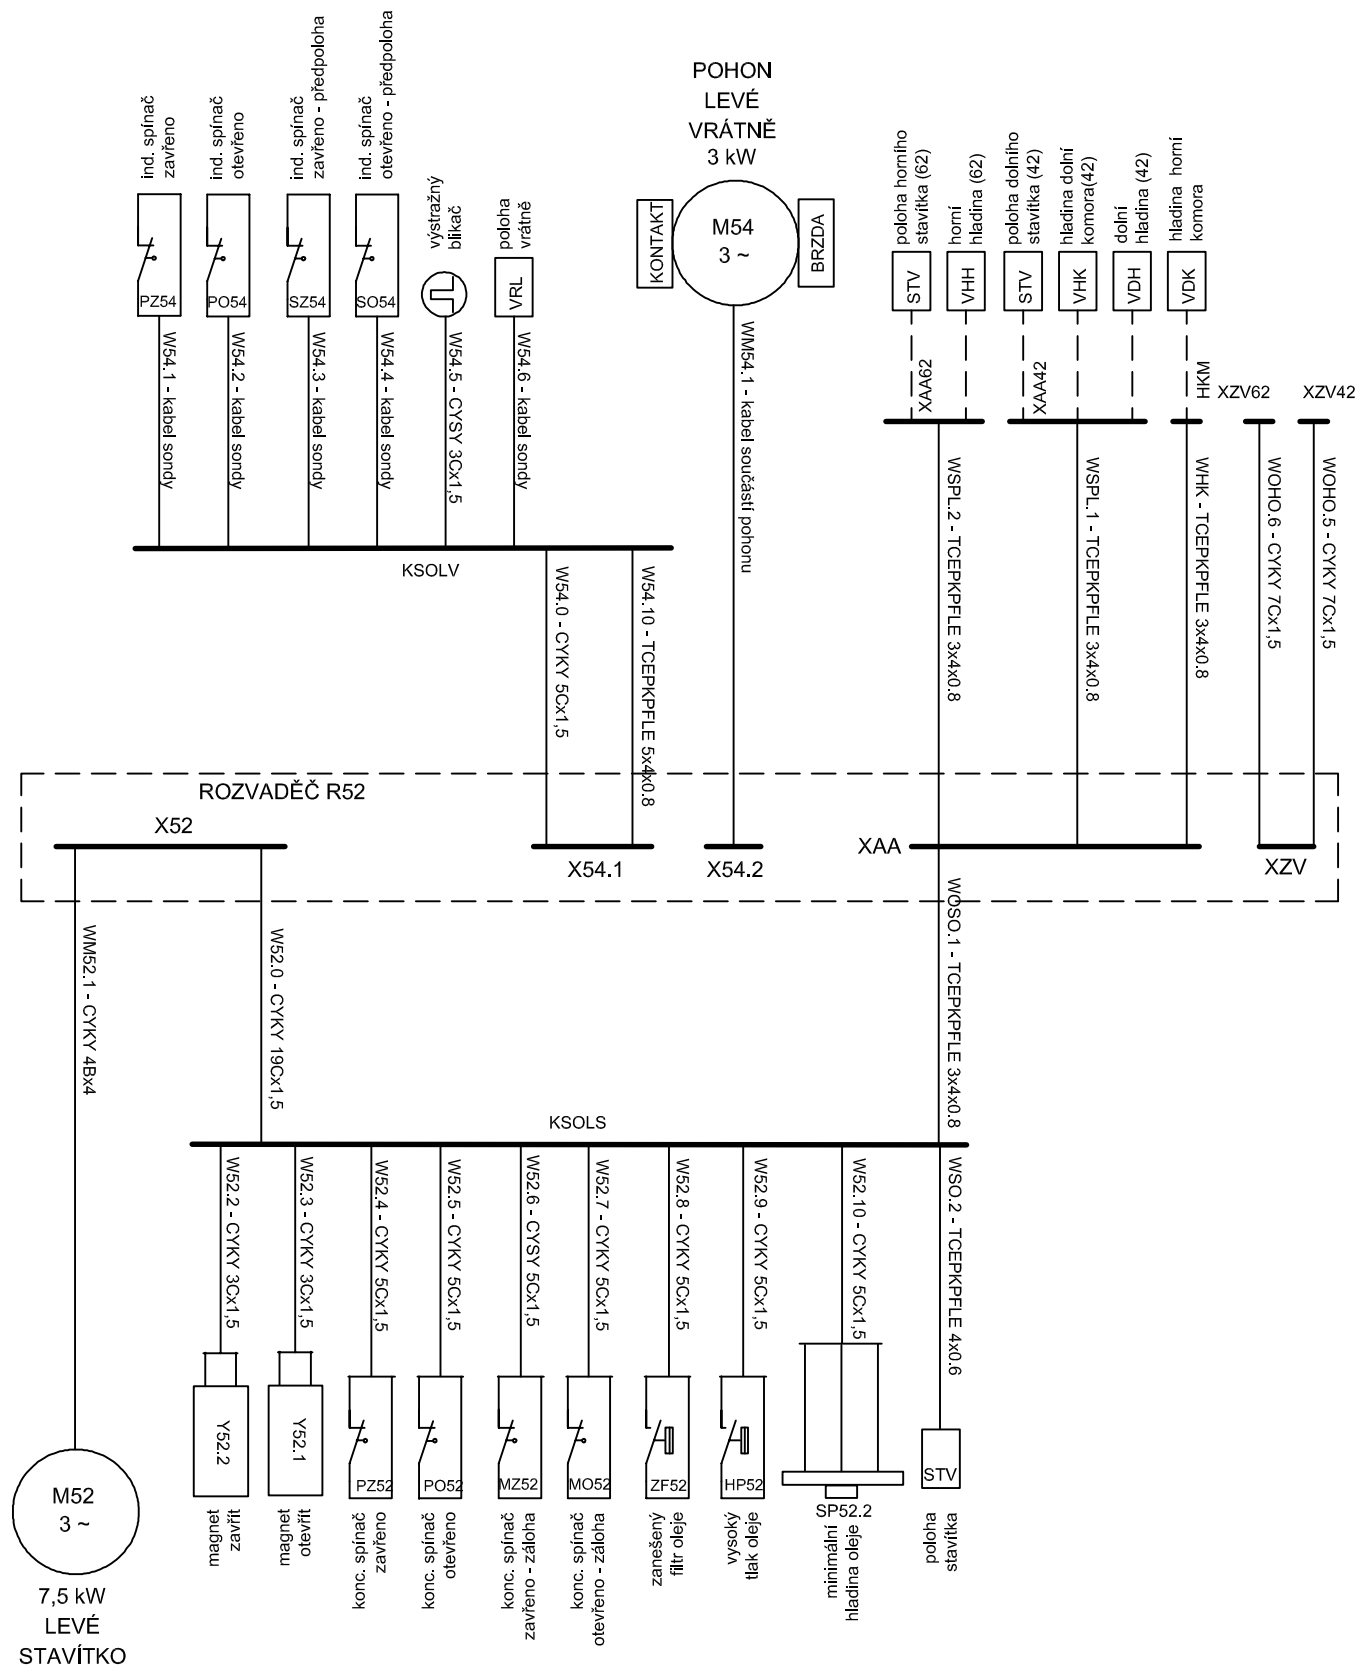 ind. spínač
zavřeno
ind. spínač
otevřeno
ind. spínač
zavřeno - předpoloha
ind. spínač
otevřeno - předpoloha
výstražný
blikač
poloha
vrátně
POHON
LEVÉ
VRÁTNĚ
3 kW
poloha horního
stavítka (62)
horní
hladina (62)
poloha dolního
stavítka (42)
hladina dolní
komora(42)
dolní
hladina (42)
hladina horní
komora
PZ54
PO54
SZ54
SO54
VRL
KONTAKT
M54
3 ~
BRZDA
STV
VHH
STV
VHK
VDH
VDK
W54.1 - kabel sondy
W54.2 - kabel sondy
W54.3 - kabel sondy
W54.4 - kabel sondy
W54.5 - CYSY 3Cx1,5
W54.6 - kabel sondy
WM54.1 - kabel součástí pohonu
XAA62
XAA42
HKM
XZV62
XZV42
KSOLV
W54.0 - CYKY 5Cx1,5
W54.10 - TCEPKPFLE 5x4x0.8
WSPL.2 - TCEPKPFLE 3x4x0.8
WSPL.1 - TCEPKPFLE 3x4x0.8
WHK - TCEPKPFLE 3x4x0.8
WOHO.6 - CYKY 7Cx1,5
WOHO.5 - CYKY 7Cx1,5
ROZVADĚČ R52
X52
X54.1
X54.2
XAA
XZV
WM52.1 - CYKY 4Bx4
W52.0 - CYKY 19Cx1,5
WOSO.1 - TCEPKPFLE 3x4x0.8
KSOLS
W52.2 - CYKY 3Cx1,5
W52.3 - CYKY 3Cx1,5
W52.4 - CYKY 5Cx1,5
W52.5 - CYKY 5Cx1,5
W52.6 - CYSY 5Cx1,5
W52.7 - CYKY 5Cx1,5
W52.8 - CYKY 5Cx1,5
W52.9 - CYKY 5Cx1,5
W52.10 - CYKY 5Cx1,5
WSO.2 - TCEPKPFLE 4x0.6
M52
3 ~
7,5 kW
LEVÉ
STAVÍTKO
Y52.2
Y52.1
PZ52
PO52
MZ52
MO52
ZF52
HP52
SP52.2
STV
magnet
zavřít
magnet
otevřít
konc. spínač
zavřeno
konc. spínač
otevřeno
konc. spínač
zavřeno - záloha
konc. spínač
otevřeno - záloha
zanešený
filtr oleje
vysoký
tlak oleje
minimální
hladina oleje
poloha
stavítka